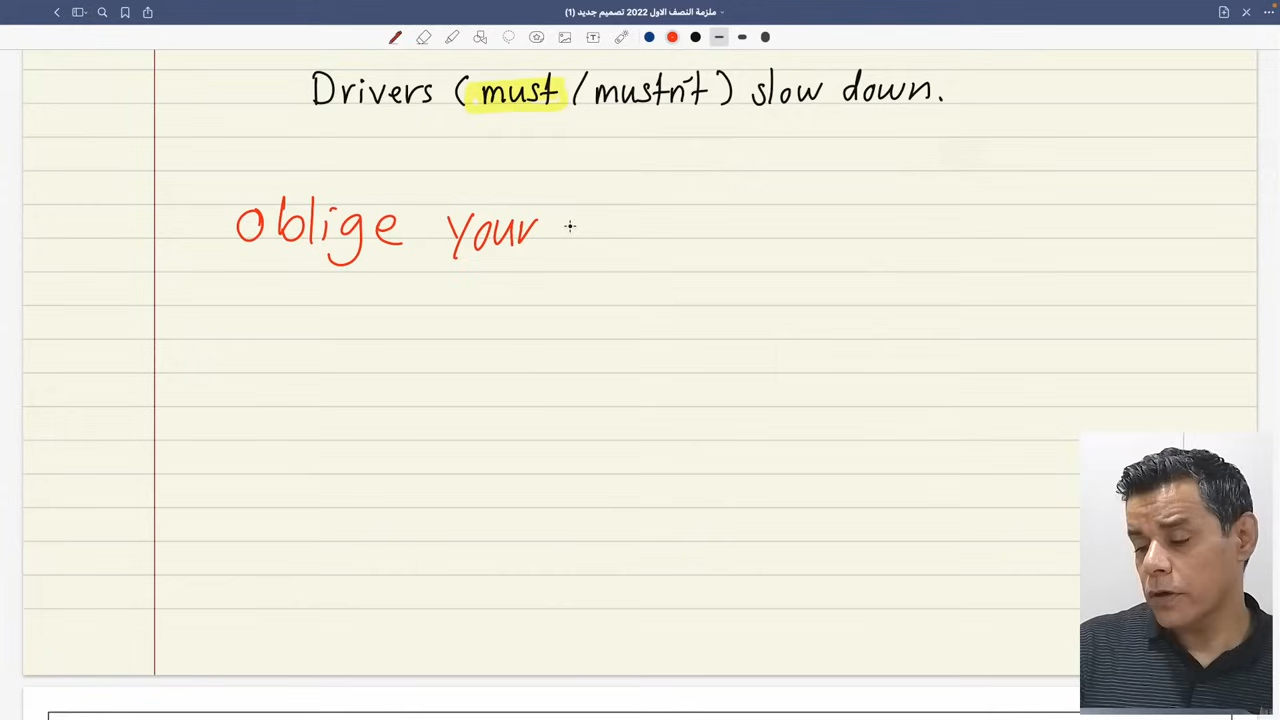 ملزمة النصف الاول 2022 تصميم جديد (1)
Drivers (must / mustn't) slow down.
Oblige your